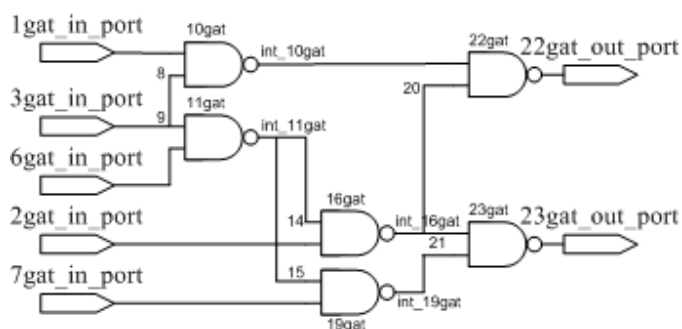 1gat_in_port
10gat
int_10gat
22gat
22gat_out_port
8
20
3gat_in_port
9
11gat
int_11gat
6gat_in_port
16gat
2gat_in_port
14
int_16gat
23gat
23gat_out_port
21
7gat_in_port
15
int_19gat
19gat